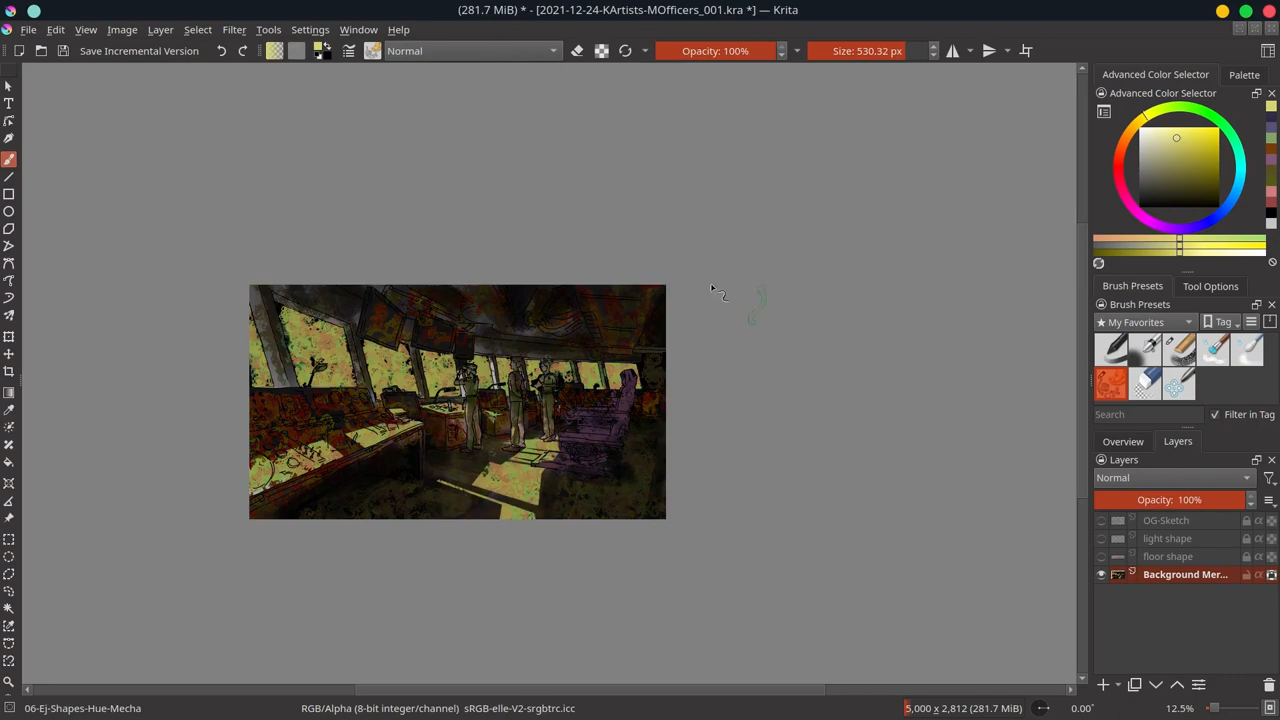 (281.7 MiB) * - [2021-12-24-KArtists-MOfficers_001.kra *] — Krita
File Edit View Image Layer Select Filter Tools Settings Window Help
Save Incremental Version Normal Opacity: 100% Size: 530.32 px
Advanced Color Selector Palette
Advanced Color Selector
Brush Presets Tool Options
Brush Presets
★ My Favorites Tag
Search Filter in Tag
Overview Layers
Layers
Normal
Opacity: 100%
OG-Sketch
light shape
floor shape
Background Mer...
06-Ej-Shapes-Hue-Mecha RGB/Alpha (8-bit integer/channel) sRGB-elle-V2-srgbtrc.icc 5,000 x 2,812 (281.7 MiB) 0.00° 12.5%